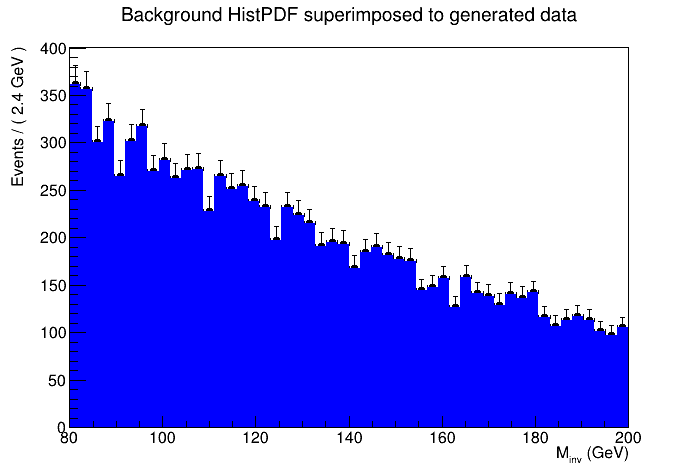 Background HistPDF superimposed to generated data
Events / ( 2.4 GeV )
400
350
300
250
200
150
100
50
0
80 100 120 140 160 180 200
M_inv (GeV)